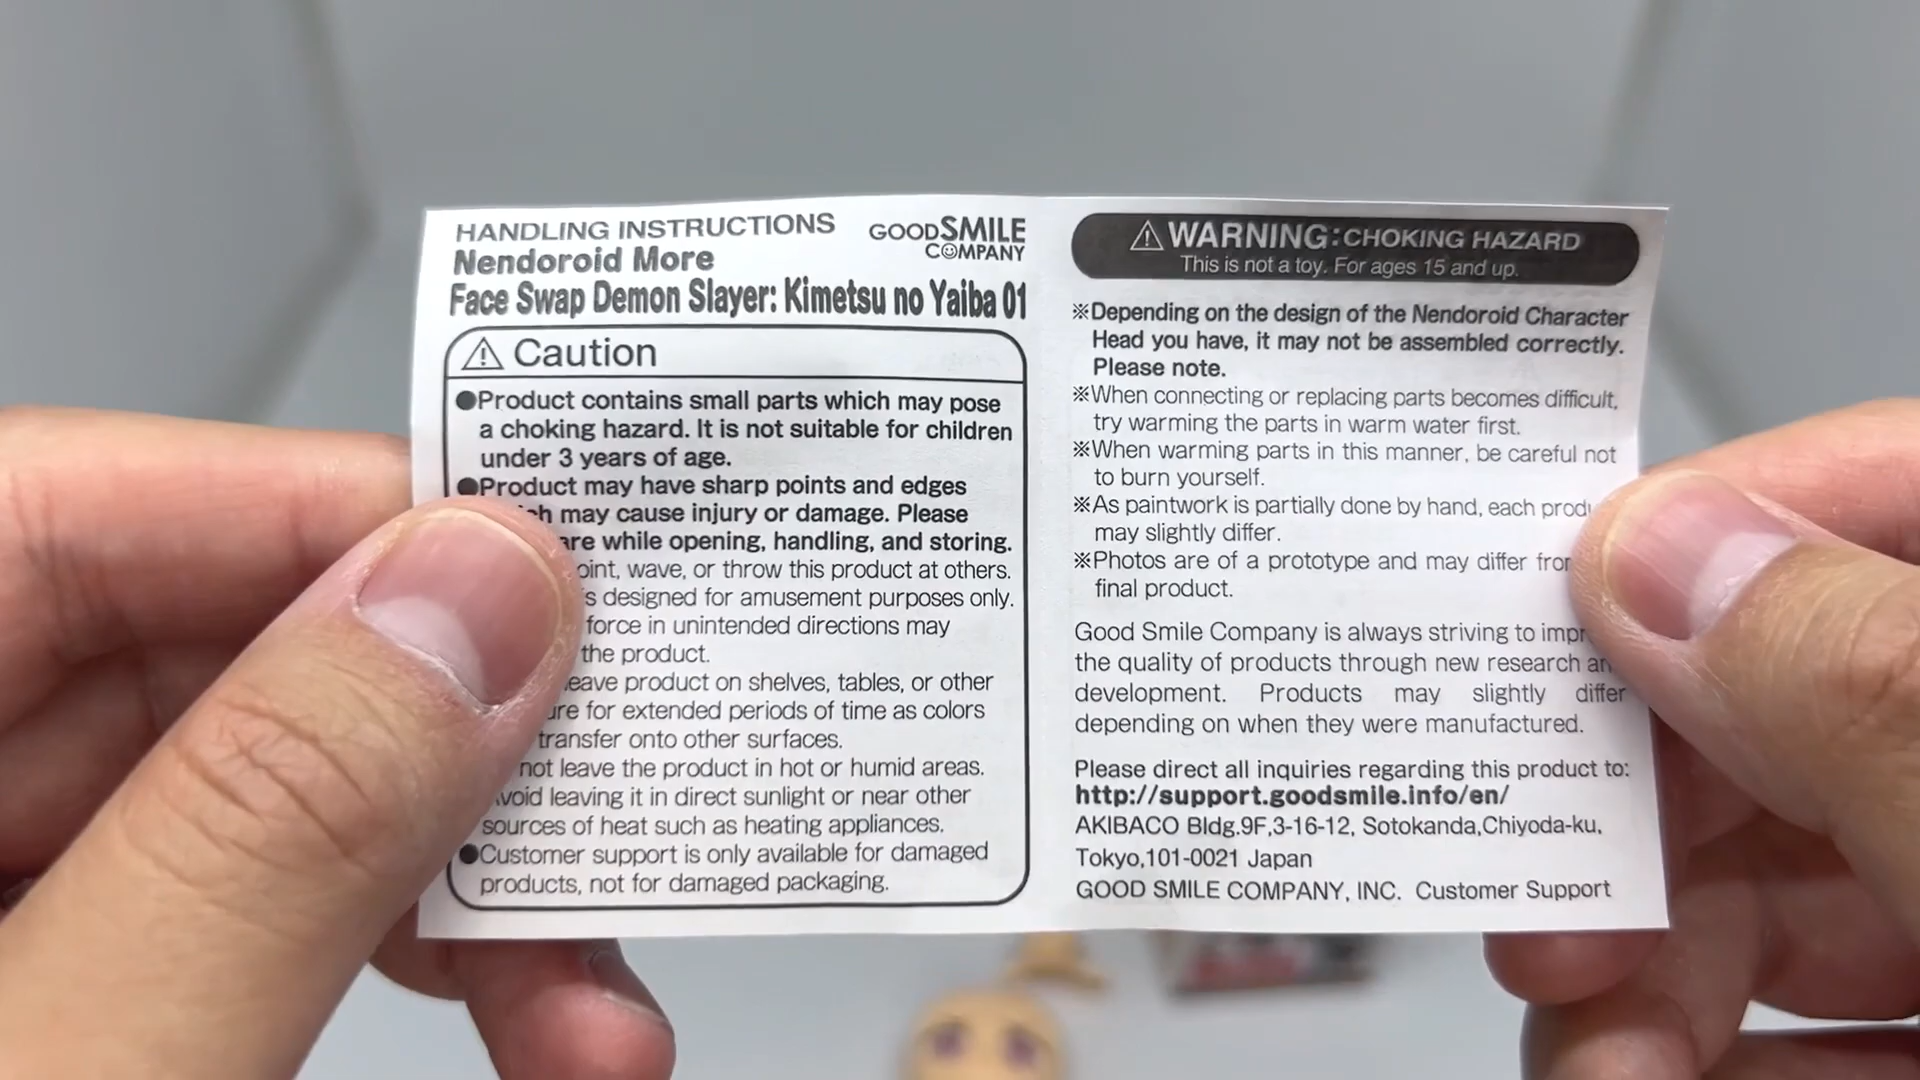 HANDLING INSTRUCTIONS
GOODSMILE
COMPANY
Nendoroid More
Face Swap Demon Slayer: Kimetsu no Yaiba 01
Caution
●Product contains small parts which may pose
a choking hazard. It is not suitable for children
under 3 years of age.
●Product may have sharp points and edges
may cause injury or damage. Please
while opening, handling, and storing.
wave, or throw this product at others.
designed for amusement purposes only.
force in unintended directions may
the product.
product on shelves, tables, or other
for extended periods of time as colors
transfer onto other surfaces.
not leave the product in hot or humid areas.
Avoid leaving it in direct sunlight or near other
sources of heat such as heating appliances.
●Customer support is only available for damaged
products, not for damaged packaging.
WARNING:CHOKING HAZARD
This is not a toy. For ages 15 and up.
※Depending on the design of the Nendoroid Character
Head you have, it may not be assembled correctly.
Please note.
※When connecting or replacing parts becomes difficult,
try warming the parts in warm water first.
※When warming parts in this manner, be careful not
to burn yourself.
※As paintwork is partially done by hand, each
may slightly differ.
※Photos are of a prototype and may differ
final product.
Good Smile Company is always striving to
the quality of products through new research
development. Products may slightly differ
depending on when they were manufactured.
Please direct all inquiries regarding this product to:
http://support.goodsmile.info/en/
AKIBACO Bldg.9F,3-16-12, Sotokanda,Chiyoda-ku,
Tokyo,101-0021 Japan
GOOD SMILE COMPANY, INC. Customer Support